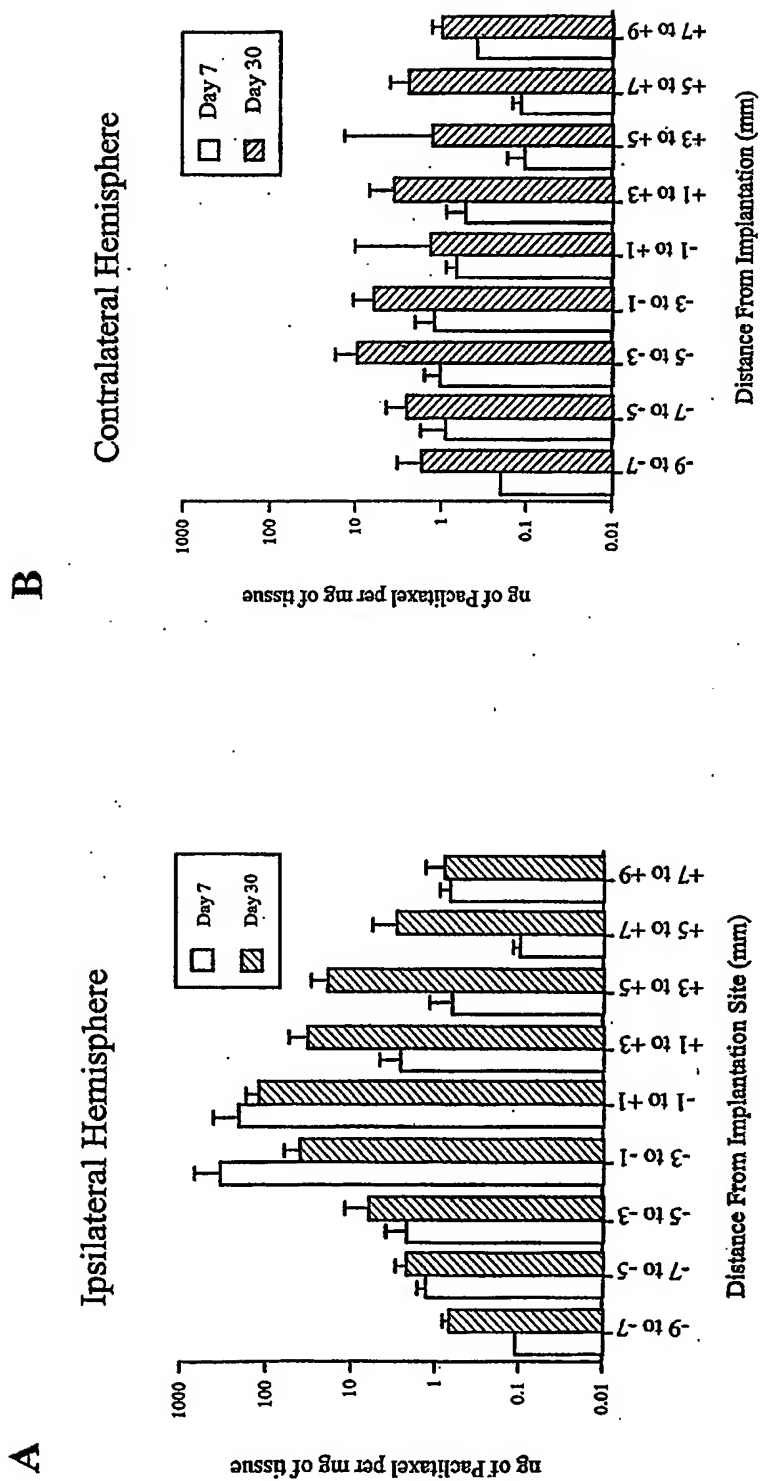 A
Ipsilateral Hemisphere
Day 7
Day 30
ng of Paclitaxel per mg of tissue
1000
100
10
1
0.1
0.01
-9 to -7
-7 to -5
-5 to -3
-3 to -1
-1 to +1
+1 to +3
+3 to +5
+5 to +7
+7 to +9
Distance From Implantation Site (mm)
B
Contralateral Hemisphere
Day 7
Day 30
ng of Paclitaxel per mg of tissue
1000
100
10
1
0.1
0.01
-9 to -7
-7 to -5
-5 to -3
-3 to -1
-1 to +1
+1 to +3
+3 to +5
+5 to +7
+7 to +9
Distance From Implantation (mm)